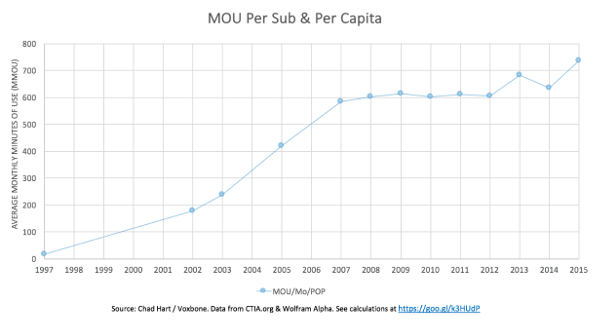 MOU Per Sub & Per Capita
AVERAGE MONTHLY MINUTES OF USE (MMOU)
800
700
600
500
400
300
200
100
0
1997 1998 1999 2000 2001 2002 2003 2004 2005 2006 2007 2008 2009 2010 2011 2012 2013 2014 2015
MOU/Mo/POP
Source: Chad Hart / Voxbone. Data from CTIA.org & Wolfram Alpha. See calculations at https://goo.gl/k3HUdP